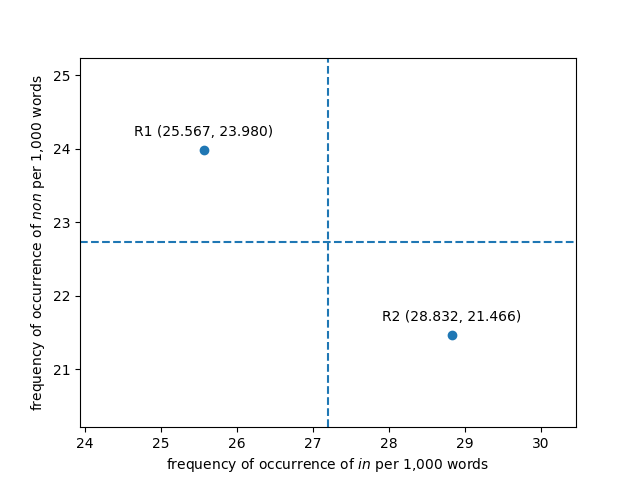 frequency of occurrence of non per 1,000 words
25
24
23
22
21
R1 (25.567, 23.980)
R2 (28.832, 21.466)
24 25 26 27 28 29 30
frequency of occurrence of in per 1,000 words